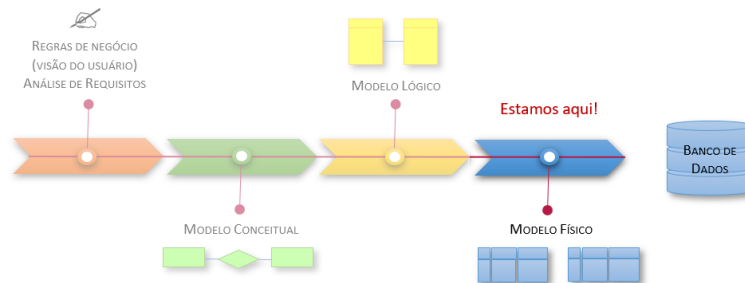 REGRAS DE NEGÓCIO
(VISÃO DO USUÁRIO)
ANÁLISE DE REQUISITOS
MODELO LÓGICO
Estamos aqui!
BANCO DE
DADOS
MODELO CONCEITUAL
MODELO FÍSICO